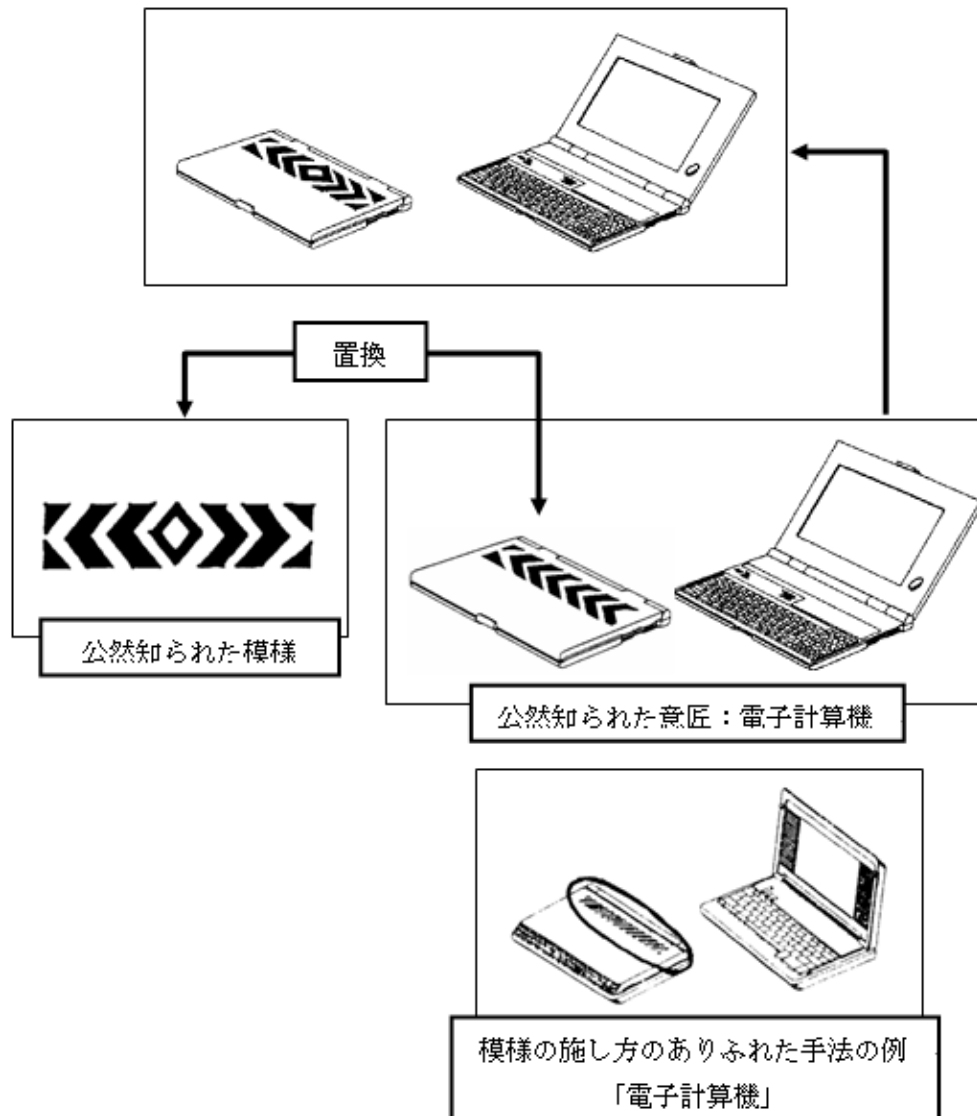 置換
公然知られた模様
公然知られた意匠：電子計算機
模様の施し方のありふれた手法の例
「電子計算機」